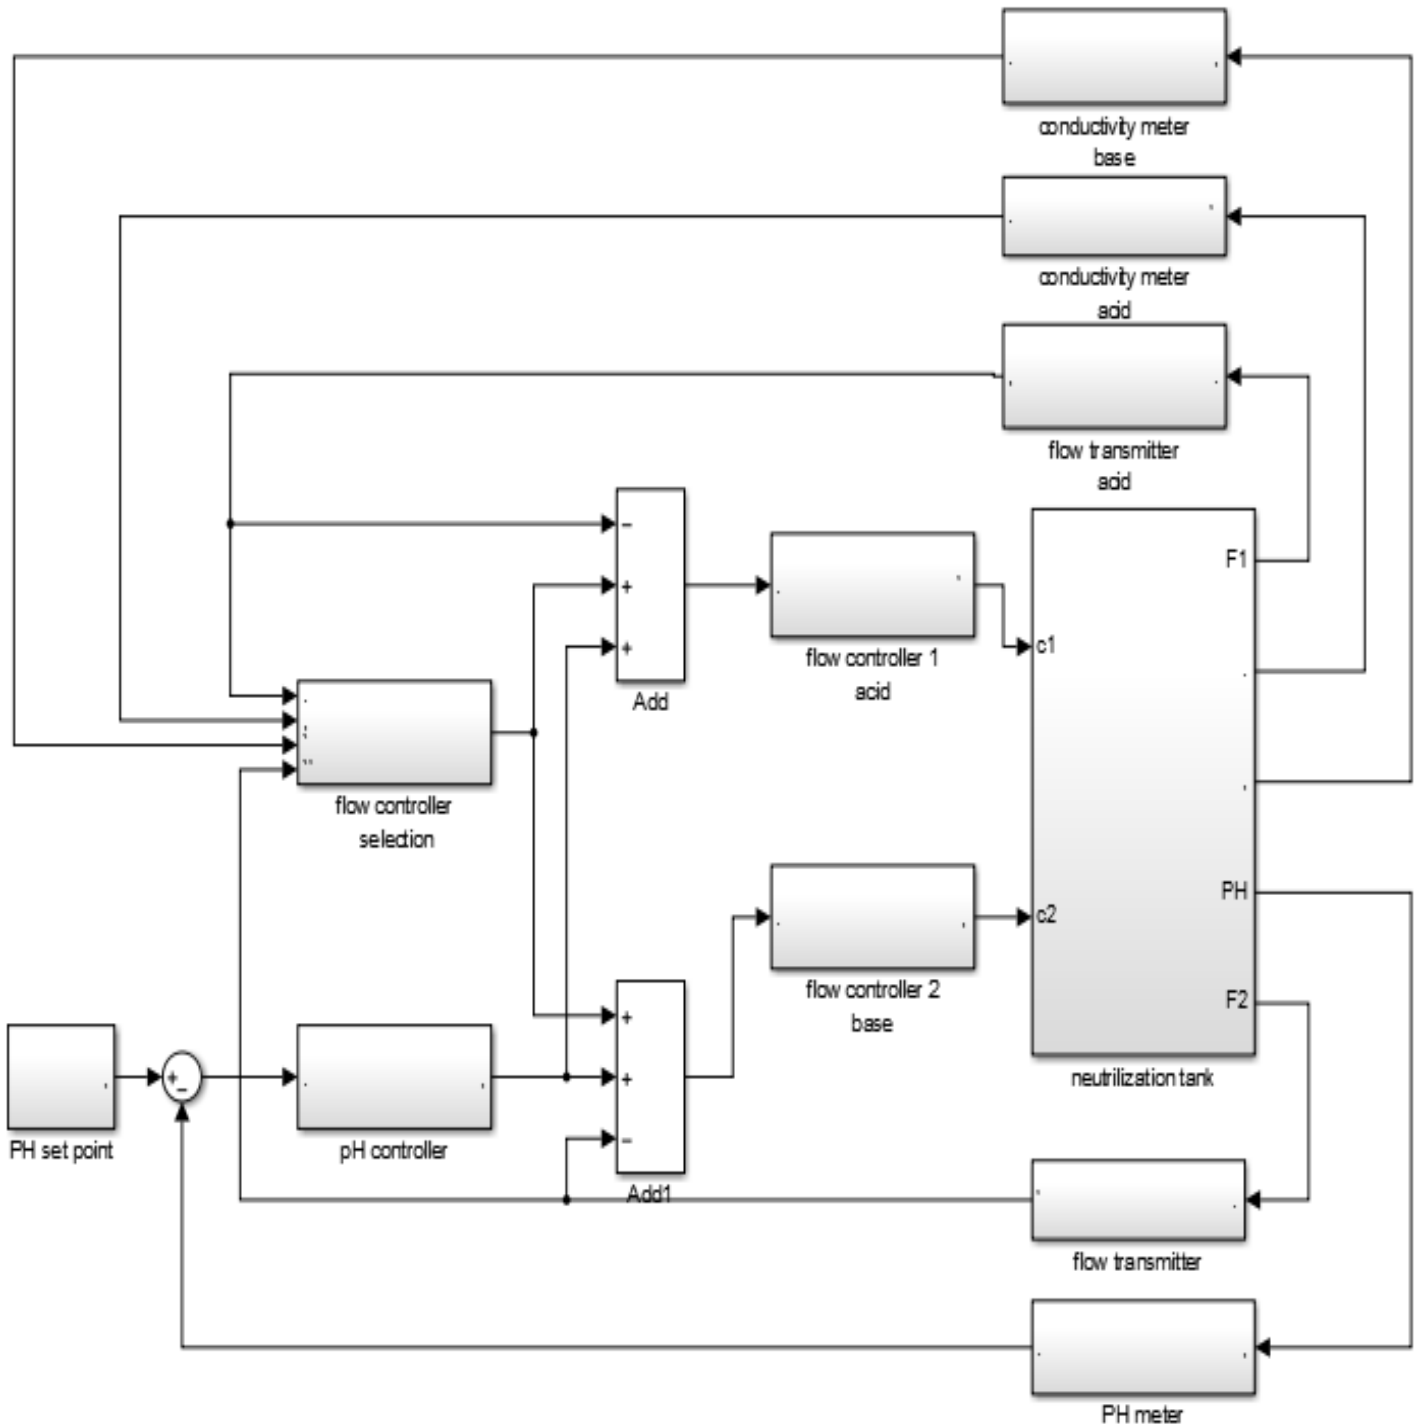 conductivity meter
base
conductivity meter
acid
flow transmitter
acid
−
+
+
Add
flow controller 1
acid
F1
c1
flow controller
selection
flow controller 2
base
c2
PH
F2
neutrilization tank
+
+
−
Add1
PH set point
+
−
pH controller
flow transmitter
PH meter